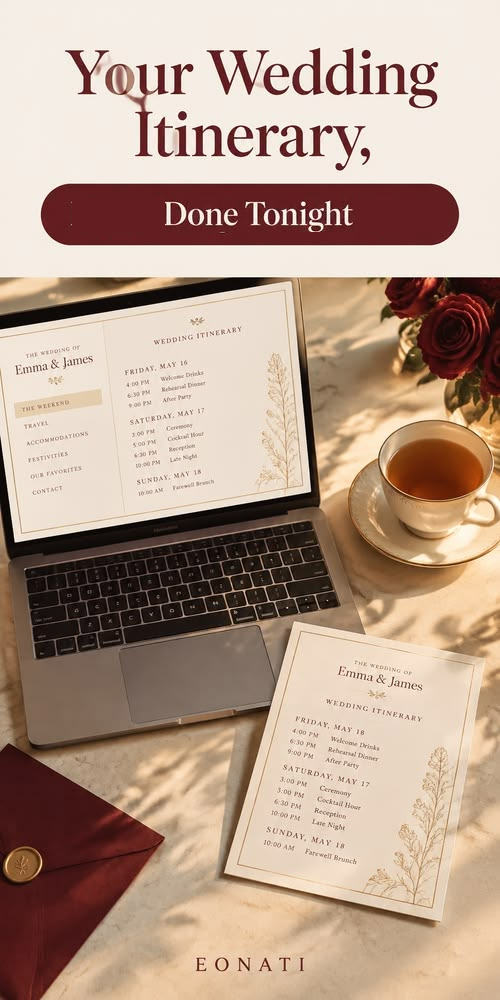 Your Wedding
Itinerary,
Done Tonight
THE WEDDING OF
Emma & James
THE WEEKEND
TRAVEL
ACCOMMODATIONS
FESTIVITIES
OUR FAVORITES
CONTACT
WEDDING ITINERARY
FRIDAY, MAY 16
4:00 PM Welcome Drinks
6:30 PM Rehearsal Dinner
9:00 PM After Party
SATURDAY, MAY 17
3:00 PM Ceremony
5:00 PM Cocktail Hour
6:30 PM Reception
10:00 PM Late Night
SUNDAY, MAY 18
10:00 AM Farewell Brunch
THE WEDDING OF
Emma & James
WEDDING ITINERARY
FRIDAY, MAY 18
4:00 PM Welcome Drinks
6:30 PM Rehearsal Dinner
9:00 PM After Party
SATURDAY, MAY 17
3:00 PM Ceremony
3:00 PM Cocktail Hour
6:30 PM Reception
10:00 PM Late Night
SUNDAY, MAY 18
10:00 AM Farewell Brunch
EONATI